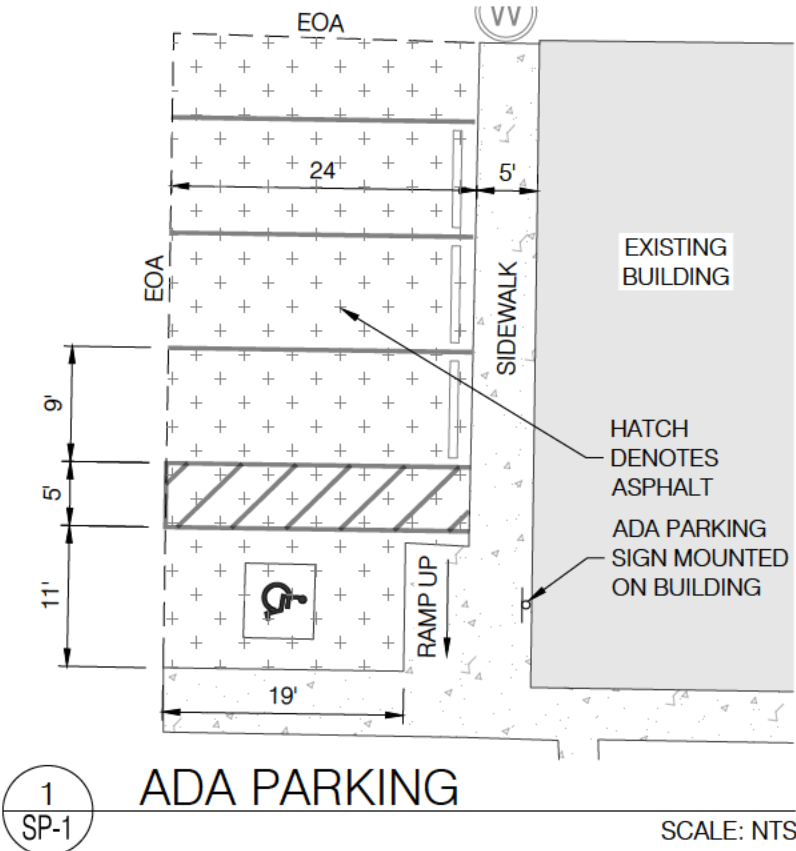 EOA
W
24'
5'
EOA
EXISTING
BUILDING
SIDEWALK
9'
HATCH
DENOTES
ASPHALT
5'
ADA PARKING
SIGN MOUNTED
ON BUILDING
11'
RAMP UP
19'
1
SP-1
ADA PARKING
SCALE: NTS